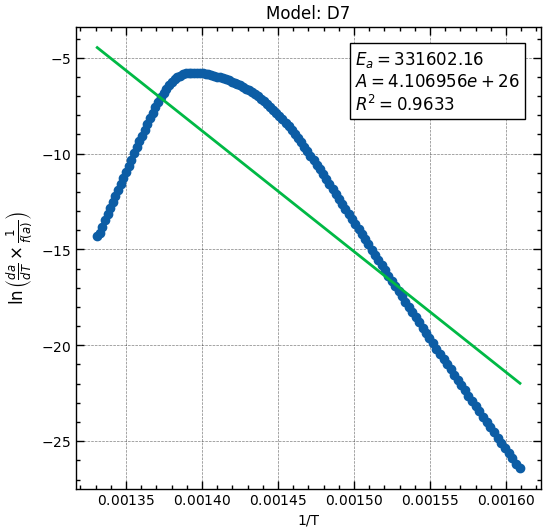 Model: D7
E_a = 331602.16
A = 4.106956e + 26
R^2 = 0.9633
ln (da/dT × 1/f(a))
−5
−10
−15
−20
−25
0.00135 0.00140 0.00145 0.00150 0.00155 0.00160
1/T